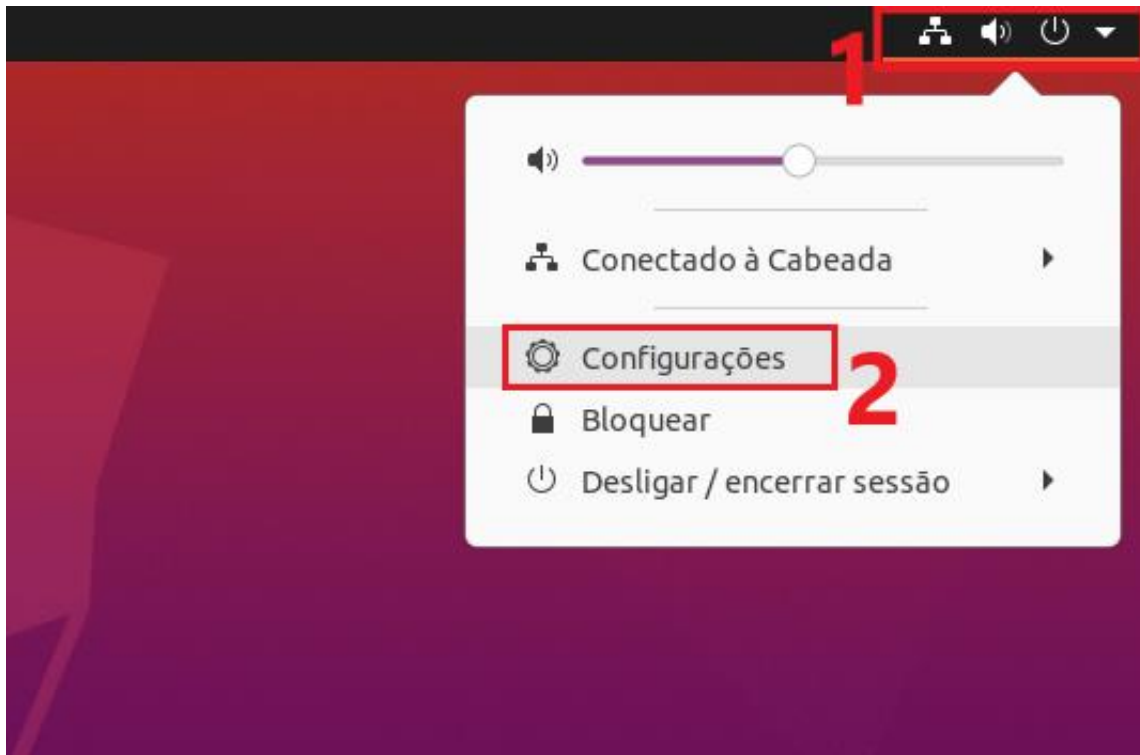 1
Conectado à Cabeada
Configurações
2
Bloquear
Desligar / encerrar sessão